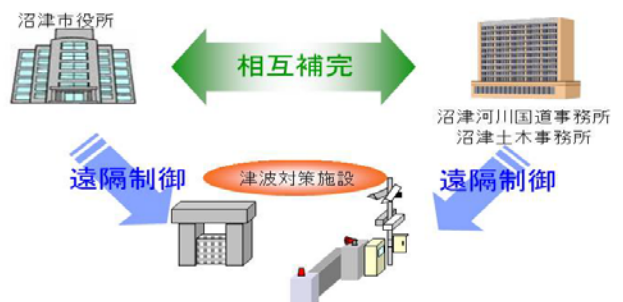 沼津市役所
相互補完
沼津河川国道事務所
沼津土木事務所
遠隔制御
津波対策施設
遠隔制御